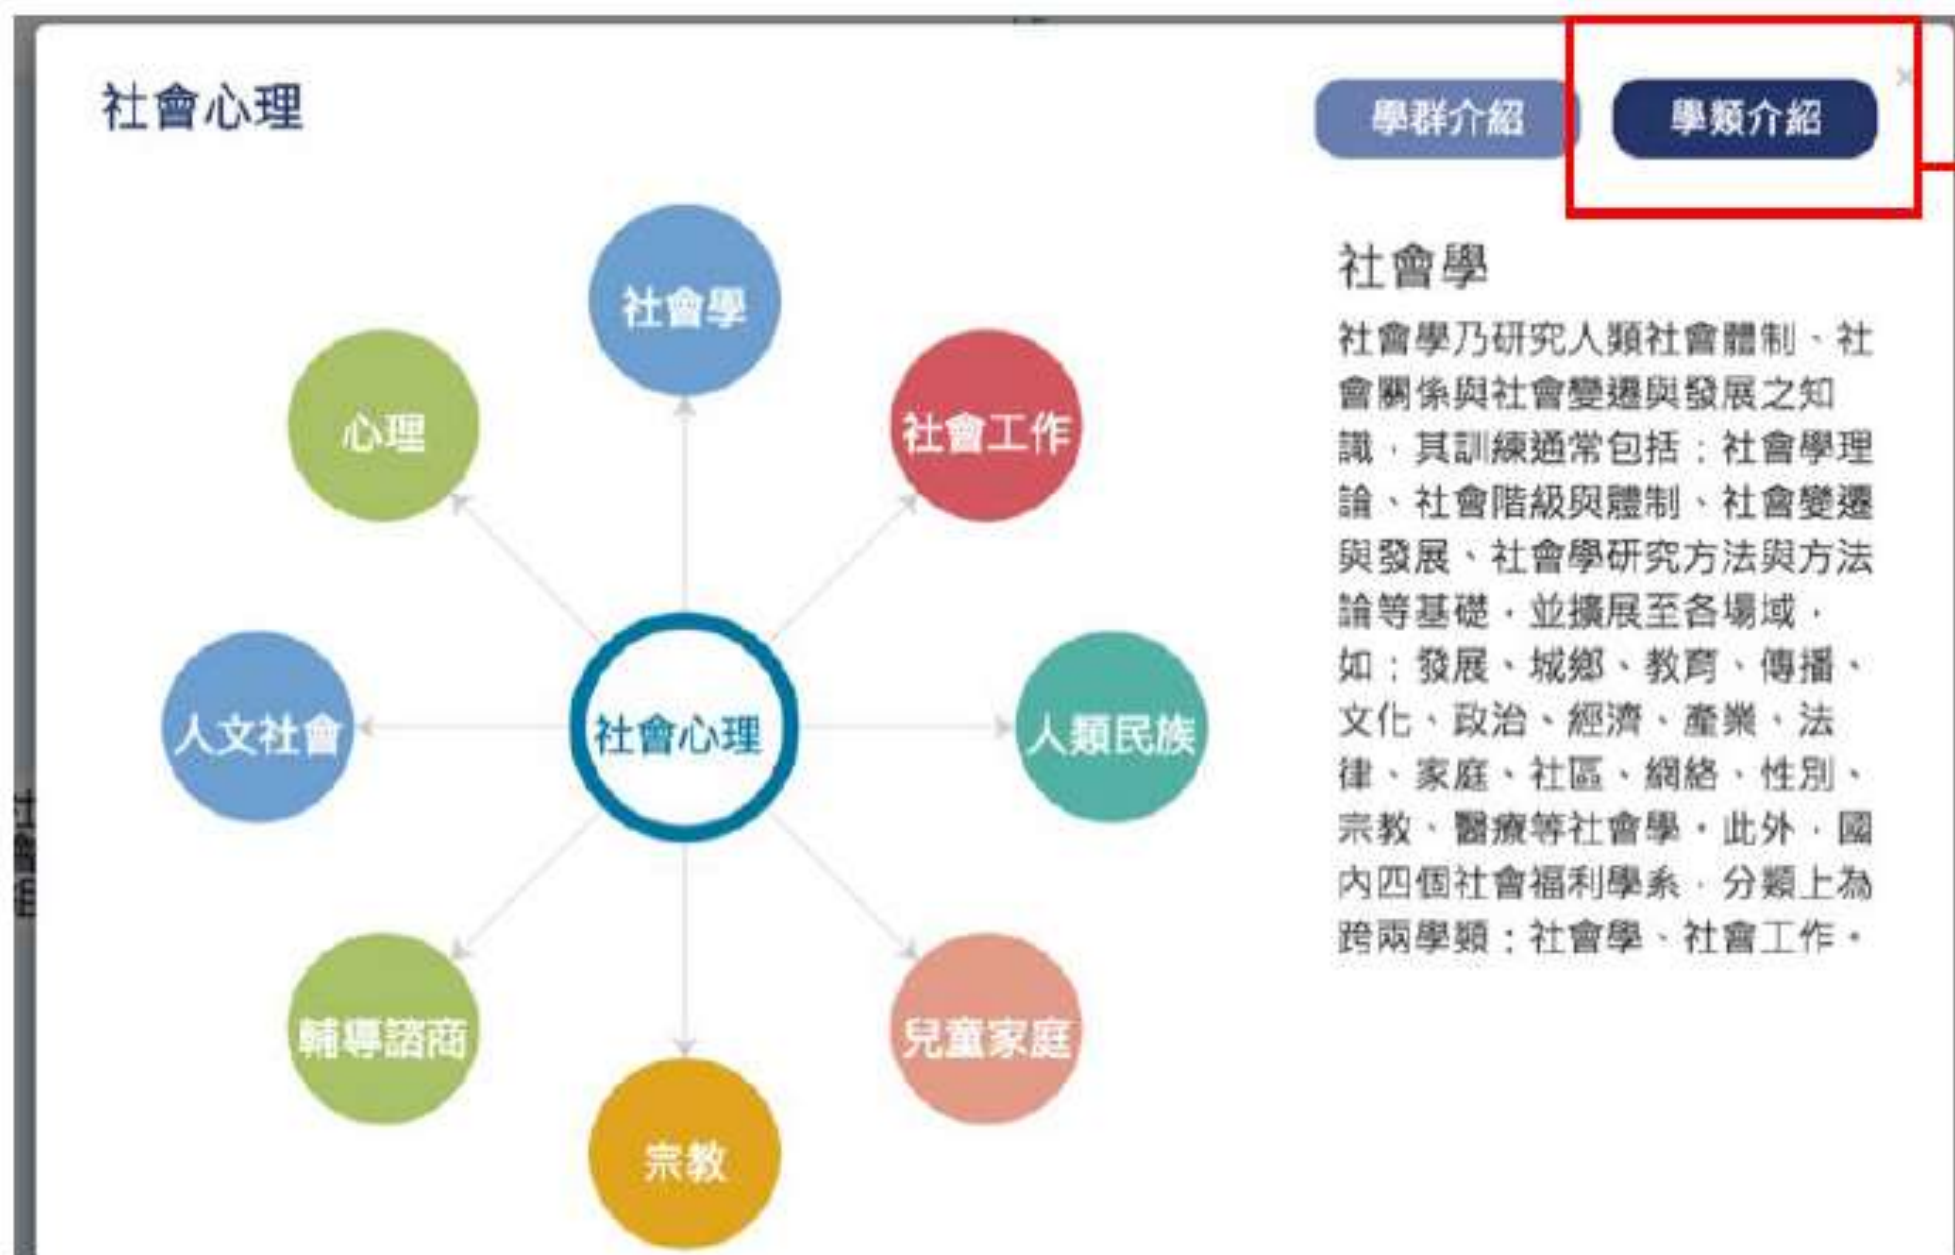 社會心理
學群介紹
學類介紹
社會學
社會工作
人類民族
兒童家庭
宗教
輔導諮商
人文社會
心理
社會心理
社會學
社會學乃研究人類社會體制、社
會關係與社會變遷與發展之知
識，其訓練通常包括：社會學理
論、社會階級與體制、社會變遷
與發展、社會學研究方法與方法
論等基礎，並擴展至各場域，
如：發展、城鄉、教育、傳播、
文化、政治、經濟、產業、法
律、家庭、社區、網絡、性別、
宗教、醫療等社會學。此外，國
內四個社會福利學系，分類上為
跨兩學類：社會學、社會工作。